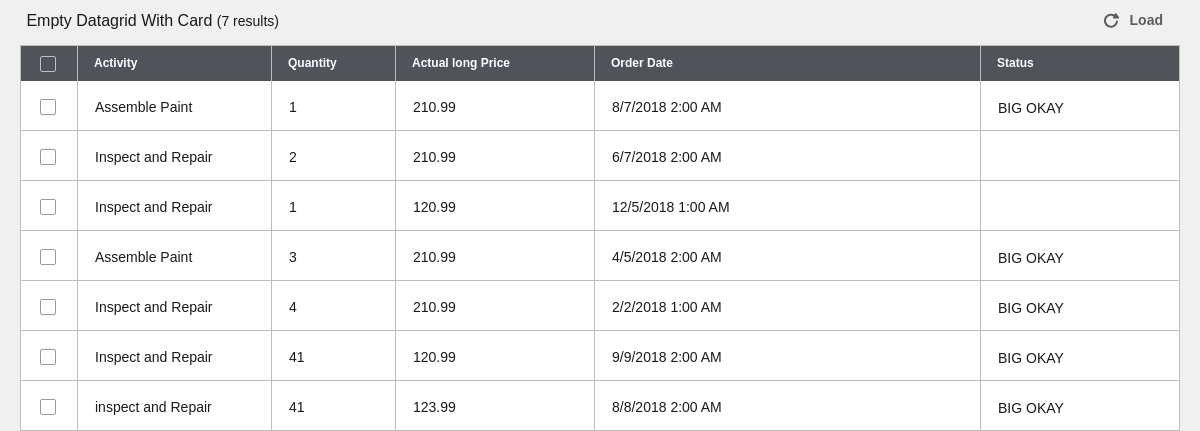 Empty Datagrid With Card (7 results)
Load
Activity Quantity Actual long Price Order Date Status
Assemble Paint 1 210.99 8/7/2018 2:00 AM BIG OKAY
Inspect and Repair 2 210.99 6/7/2018 2:00 AM
Inspect and Repair 1 120.99 12/5/2018 1:00 AM
Assemble Paint 3 210.99 4/5/2018 2:00 AM BIG OKAY
Inspect and Repair 4 210.99 2/2/2018 1:00 AM BIG OKAY
Inspect and Repair 41 120.99 9/9/2018 2:00 AM BIG OKAY
inspect and Repair 41 123.99 8/8/2018 2:00 AM BIG OKAY